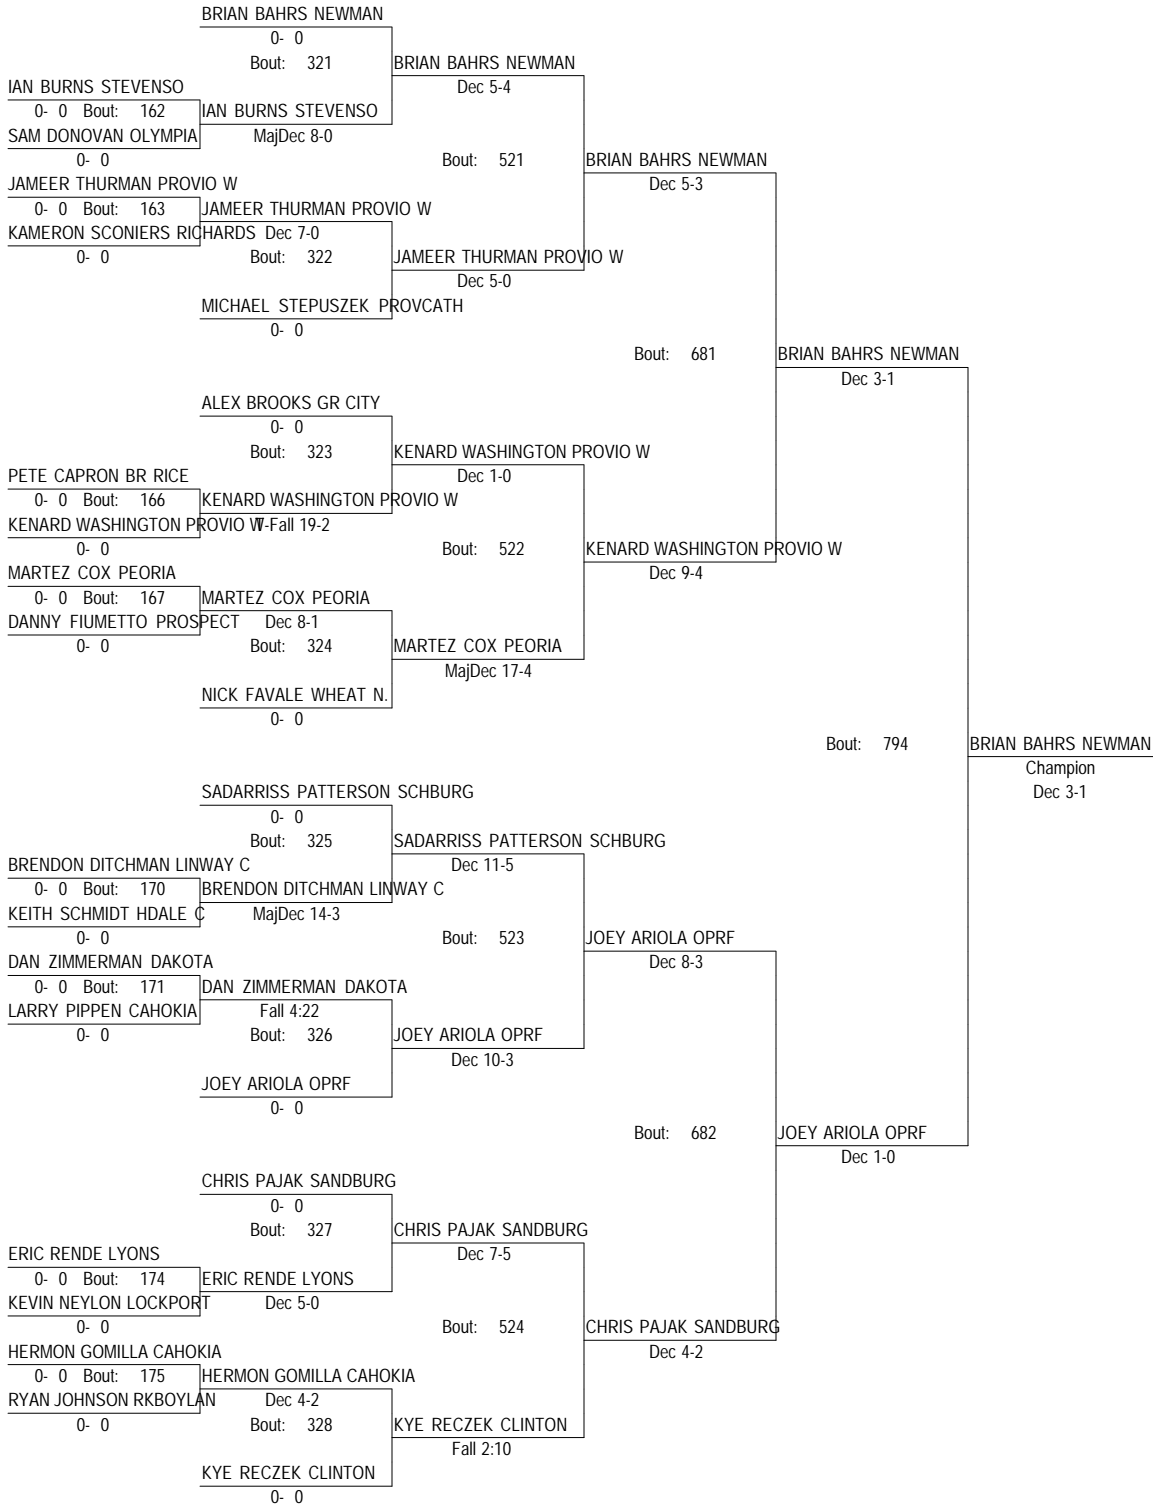 BRIAN BAHRS NEWMAN
0- 0
Bout: 321
BRIAN BAHRS NEWMAN
Dec 5-4
IAN BURNS STEVENSO
0- 0 Bout: 162
IAN BURNS STEVENSO
SAM DONOVAN OLYMPIA
MajDec 8-0
0- 0
Bout: 521
BRIAN BAHRS NEWMAN
Dec 5-3
JAMEER THURMAN PROVIO W
0- 0 Bout: 163
JAMEER THURMAN PROVIO W
KAMERON SCONIERS RICHARDS
Dec 7-0
0- 0
Bout: 322
JAMEER THURMAN PROVIO W
Dec 5-0
MICHAEL STEPUSZEK PROVCATH
0- 0
Bout: 681
BRIAN BAHRS NEWMAN
Dec 3-1
ALEX BROOKS GR CITY
0- 0
Bout: 323
KENARD WASHINGTON PROVIO W
Dec 1-0
PETE CAPRON BR RICE
0- 0 Bout: 166
KENARD WASHINGTON PROVIO W
KENARD WASHINGTON PROVIO W
T-Fall 19-2
0- 0
Bout: 522
KENARD WASHINGTON PROVIO W
Dec 9-4
MARTEZ COX PEORIA
0- 0 Bout: 167
MARTEZ COX PEORIA
DANNY FIUMETTO PROSPECT
Dec 8-1
0- 0
Bout: 324
MARTEZ COX PEORIA
MajDec 17-4
NICK FAVALE WHEAT N.
0- 0
Bout: 794
BRIAN BAHRS NEWMAN
Champion
Dec 3-1
SADARRISS PATTERSON SCHBURG
0- 0
Bout: 325
SADARRISS PATTERSON SCHBURG
Dec 11-5
BRENDON DITCHMAN LINWAY C
0- 0 Bout: 170
BRENDON DITCHMAN LINWAY C
KEITH SCHMIDT HDALE C
MajDec 14-3
0- 0
Bout: 523
JOEY ARIOLA OPRF
Dec 8-3
DAN ZIMMERMAN DAKOTA
0- 0 Bout: 171
DAN ZIMMERMAN DAKOTA
LARRY PIPPEN CAHOKIA
Fall 4:22
0- 0
Bout: 326
JOEY ARIOLA OPRF
Dec 10-3
JOEY ARIOLA OPRF
0- 0
Bout: 682
JOEY ARIOLA OPRF
Dec 1-0
CHRIS PAJAK SANDBURG
0- 0
Bout: 327
CHRIS PAJAK SANDBURG
Dec 7-5
ERIC RENDE LYONS
0- 0 Bout: 174
ERIC RENDE LYONS
KEVIN NEYLON LOCKPORT
Dec 5-0
0- 0
Bout: 524
CHRIS PAJAK SANDBURG
Dec 4-2
HERMON GOMILLA CAHOKIA
0- 0 Bout: 175
HERMON GOMILLA CAHOKIA
RYAN JOHNSON RKBOYLAN
Dec 4-2
0- 0
Bout: 328
KYE RECZEK CLINTON
Fall 2:10
KYE RECZEK CLINTON
0- 0